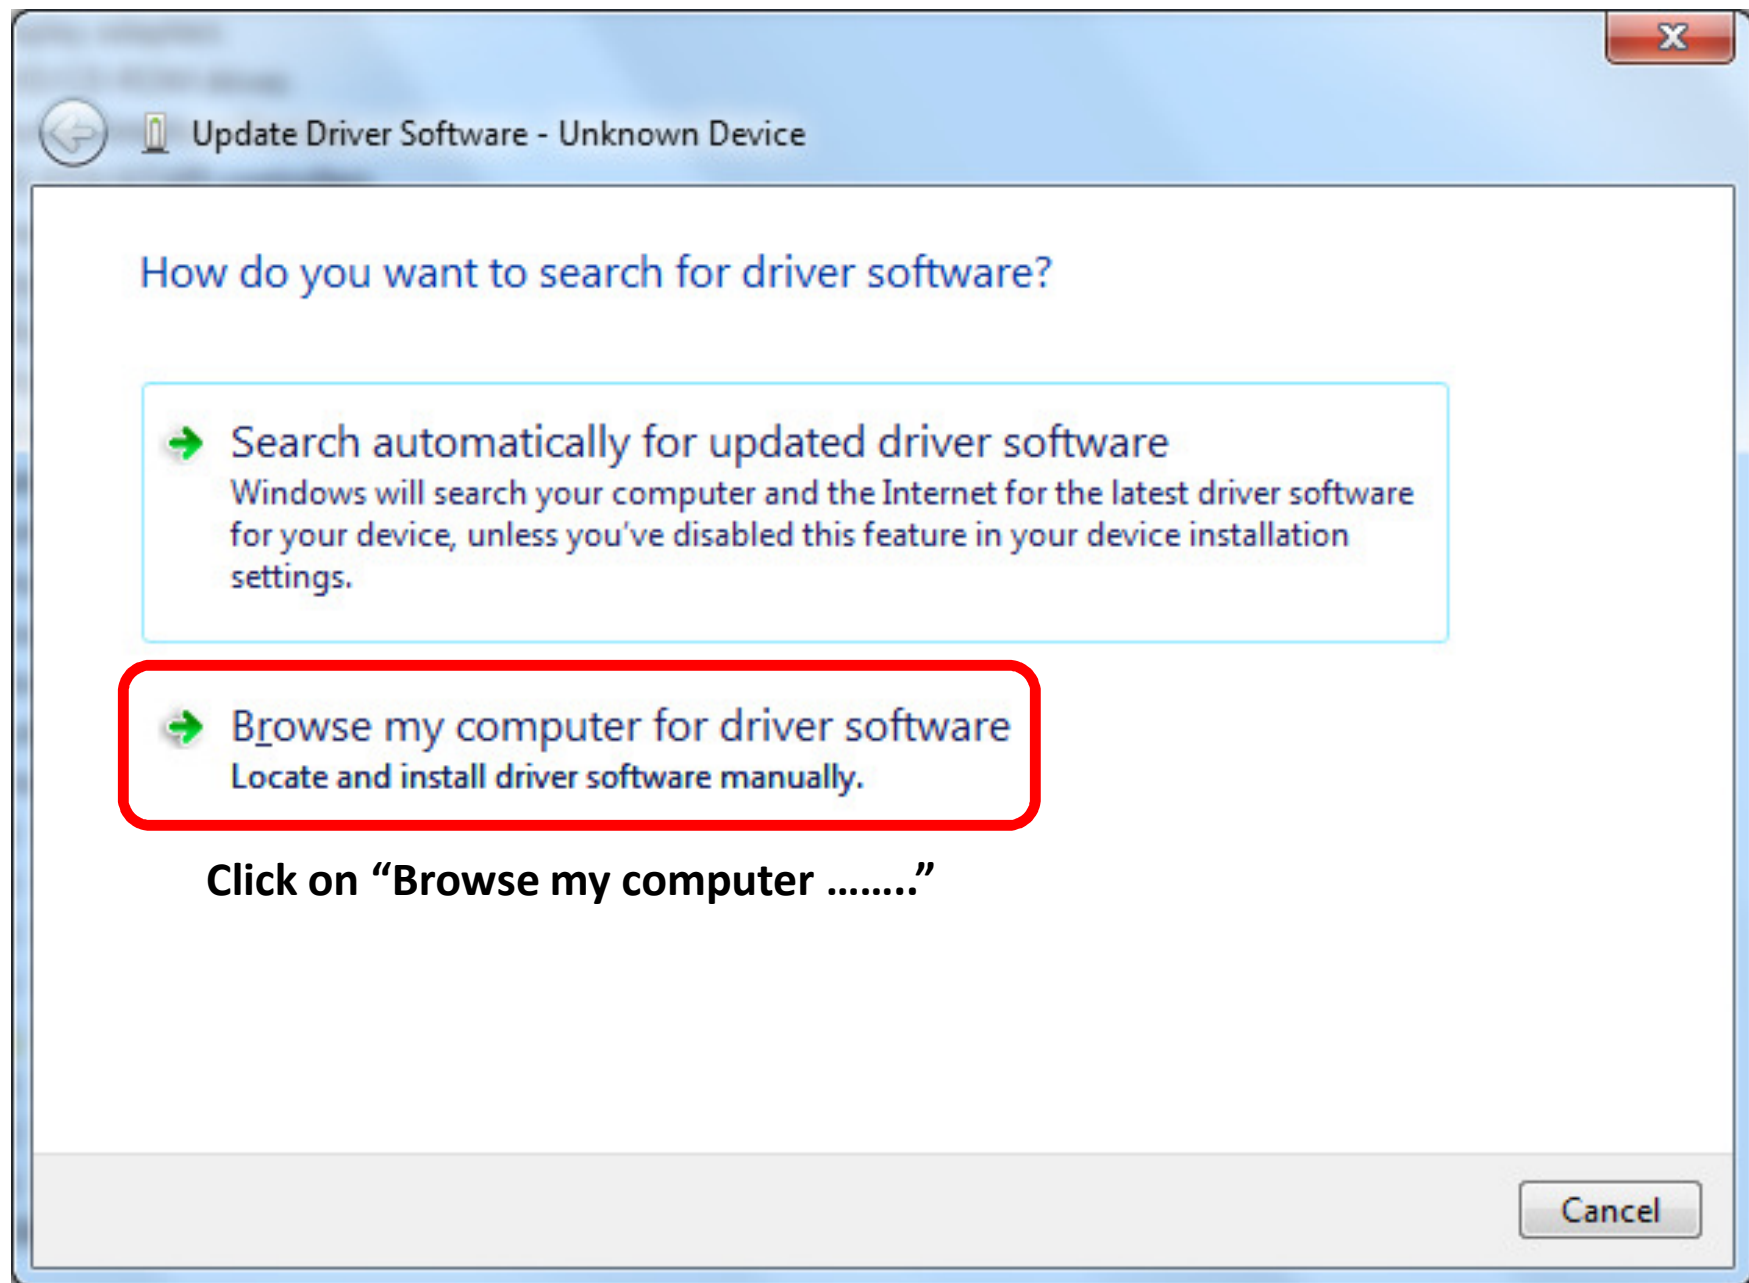 Update Driver Software - Unknown Device
How do you want to search for driver software?
Search automatically for updated driver software
Windows will search your computer and the Internet for the latest driver software
for your device, unless you've disabled this feature in your device installation
settings.
Browse my computer for driver software
Locate and install driver software manually.
Click on “Browse my computer ……..”
Cancel